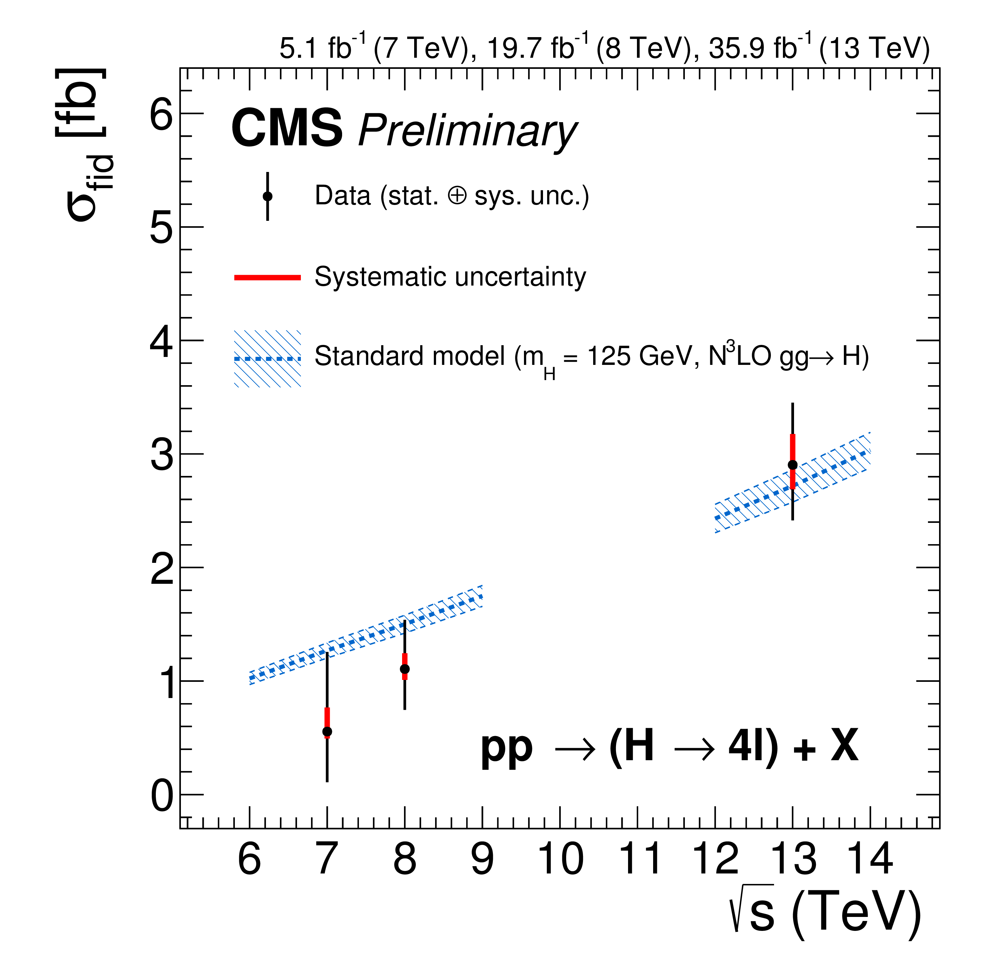 5.1 fb⁻¹ (7 TeV), 19.7 fb⁻¹ (8 TeV), 35.9 fb⁻¹ (13 TeV)
σ_fid [fb]
CMS Preliminary
Data (stat. ⊕ sys. unc.)
Systematic uncertainty
Standard model (m_H = 125 GeV, N³LO gg→ H)
pp → (H → 4l) + X
6
5
4
3
2
1
0
6 7 8 9 10 11 12 13 14
√s (TeV)